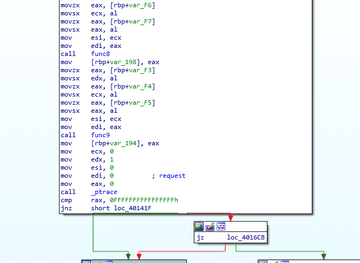 movzx eax, [rbp+var_F6]
movsx ecx, al
movzx eax, [rbp+var_F7]
movsx eax, al
mov esi, ecx
mov edi, eax
call func8
mov [rbp+var_198], eax
movzx eax, [rbp+var_F3]
movsx edx, al
movzx eax, [rbp+var_F4]
movsx ecx, al
movzx eax, [rbp+var_F5]
movsx eax, al
mov esi, ecx
mov edi, eax
call func9
mov [rbp+var_194], eax
mov ecx, 0
mov edx, 1
mov esi, 0
mov edi, 0 ; request
mov eax, 0
call _ptrace
cmp rax, 0FFFFFFFFFFFFFFFFh
jnz short loc_40141F
jz loc_4016CB